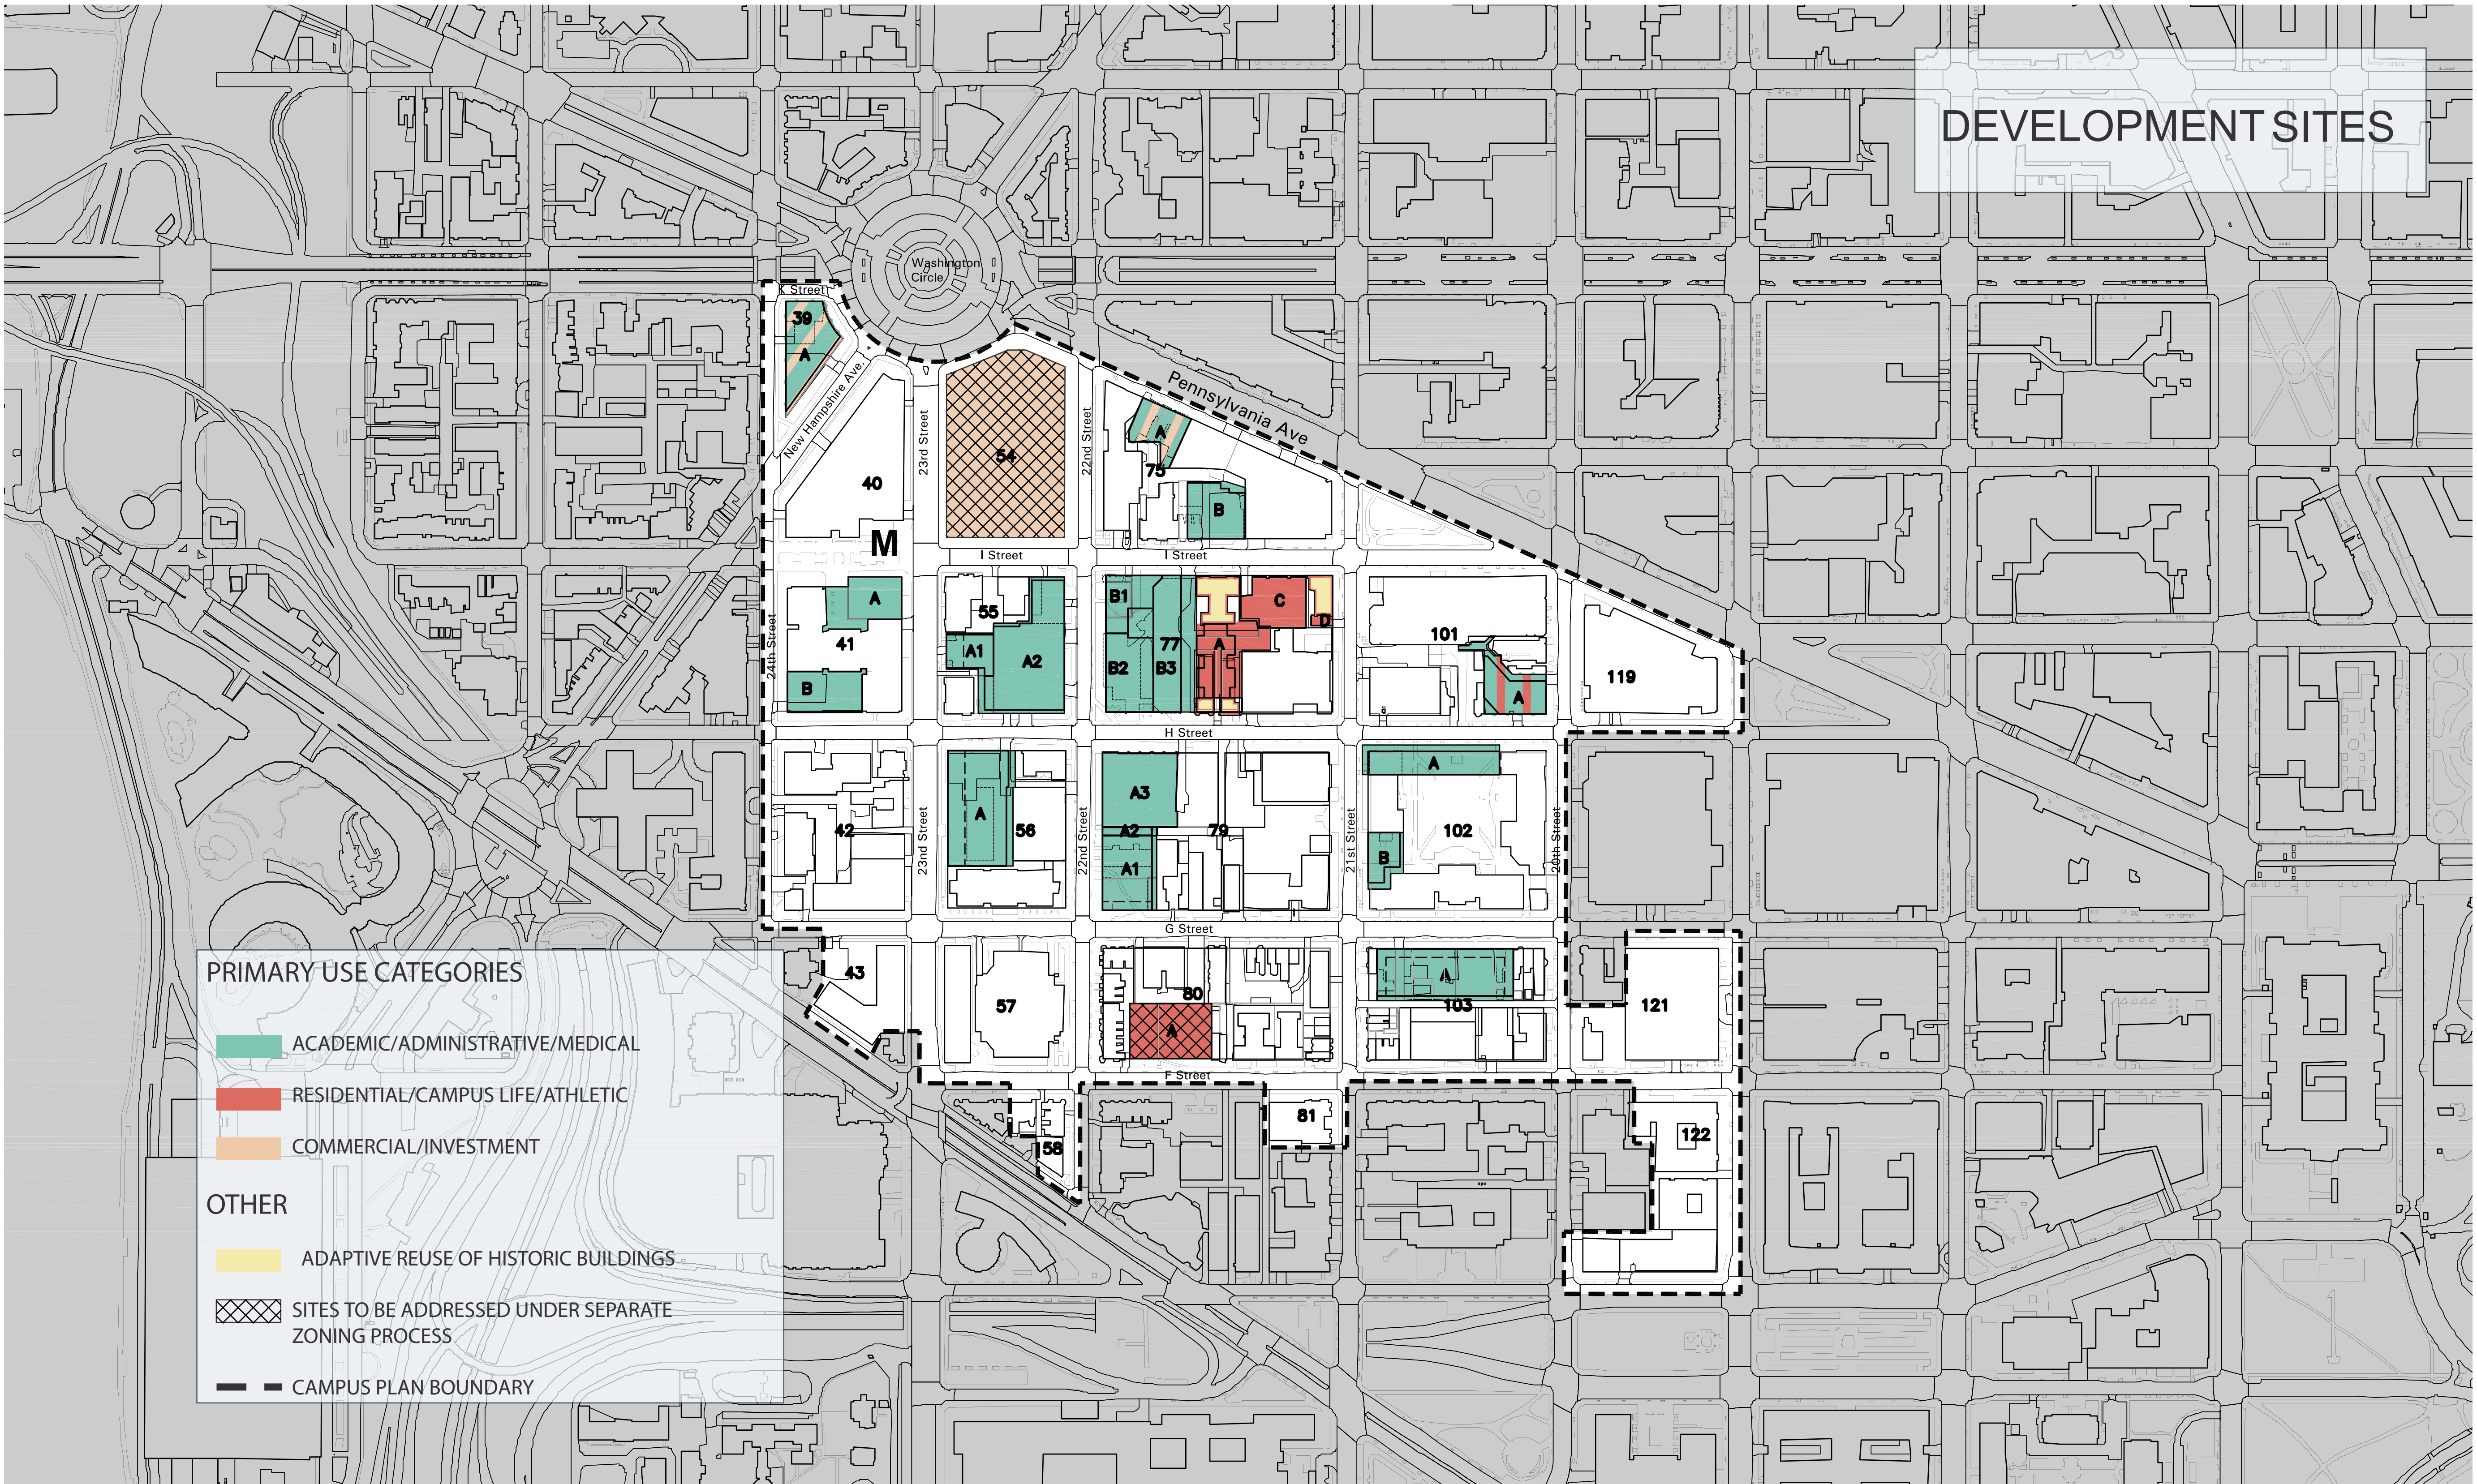 DEVELOPMENT SITES
Washington
Circle
K Street
39
A
New Hampshire Ave.
23rd Street
54
22nd Street
Pennsylvania Ave
A
75
B
40
M
I Street
I Street
24th Street
A
41
B
55
A1
A2
B1
77
B2
B3
A
C
D
101
A
119
H Street
42
23nd Street
A
56
22nd Street
A3
A2
A1
79
21st Street
A
B
102
20th Street
G Street
43
57
80
A
A
103
121
F Street
58
81
122
PRIMARY USE CATEGORIES
ACADEMIC/ADMINISTRATIVE/MEDICAL
RESIDENTIAL/CAMPUS LIFE/ATHLETIC
COMMERCIAL/INVESTMENT
OTHER
ADAPTIVE REUSE OF HISTORIC BUILDINGS
SITES TO BE ADDRESSED UNDER SEPARATE
ZONING PROCESS
CAMPUS PLAN BOUNDARY